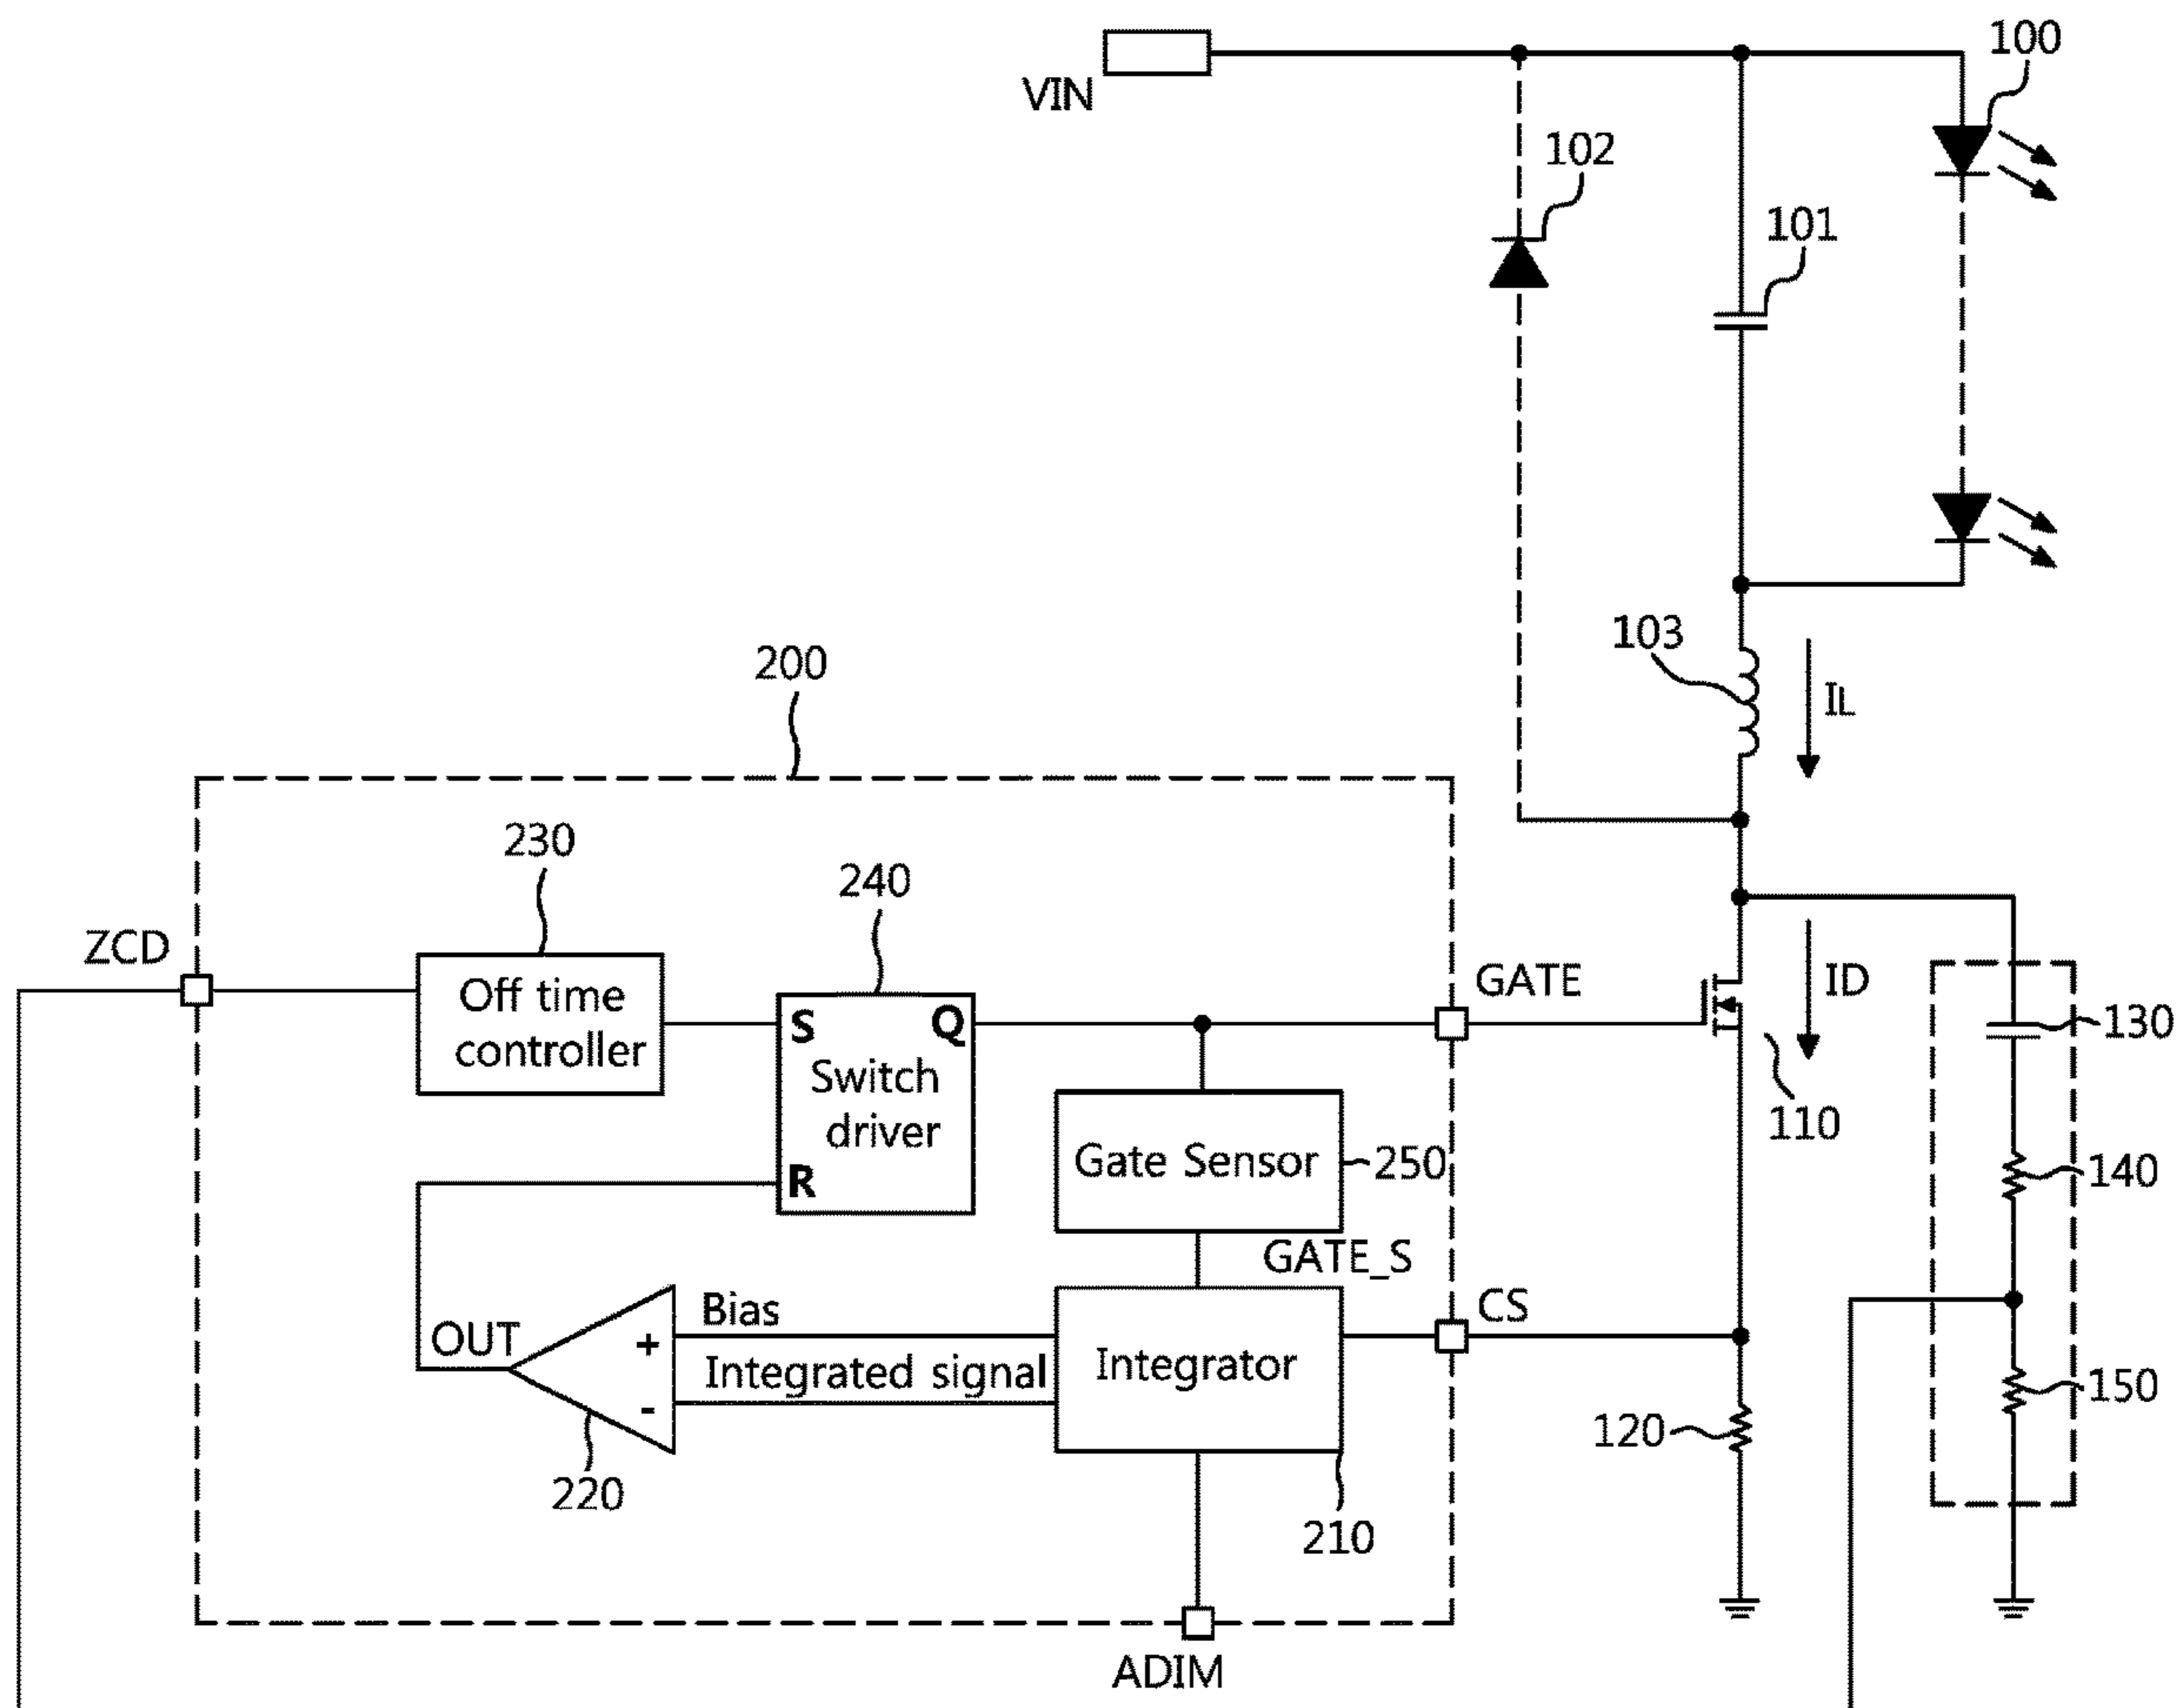 100
VIN
102
101
103
IL
200
230
240
ZCD
Off time
controller
S
Q
Switch
driver
R
GATE
ID
130
110
Gate Sensor
250
140
GATE_S
CS
Bias
OUT
+
Integrated signal
-
Integrator
150
120
220
210
ADIM